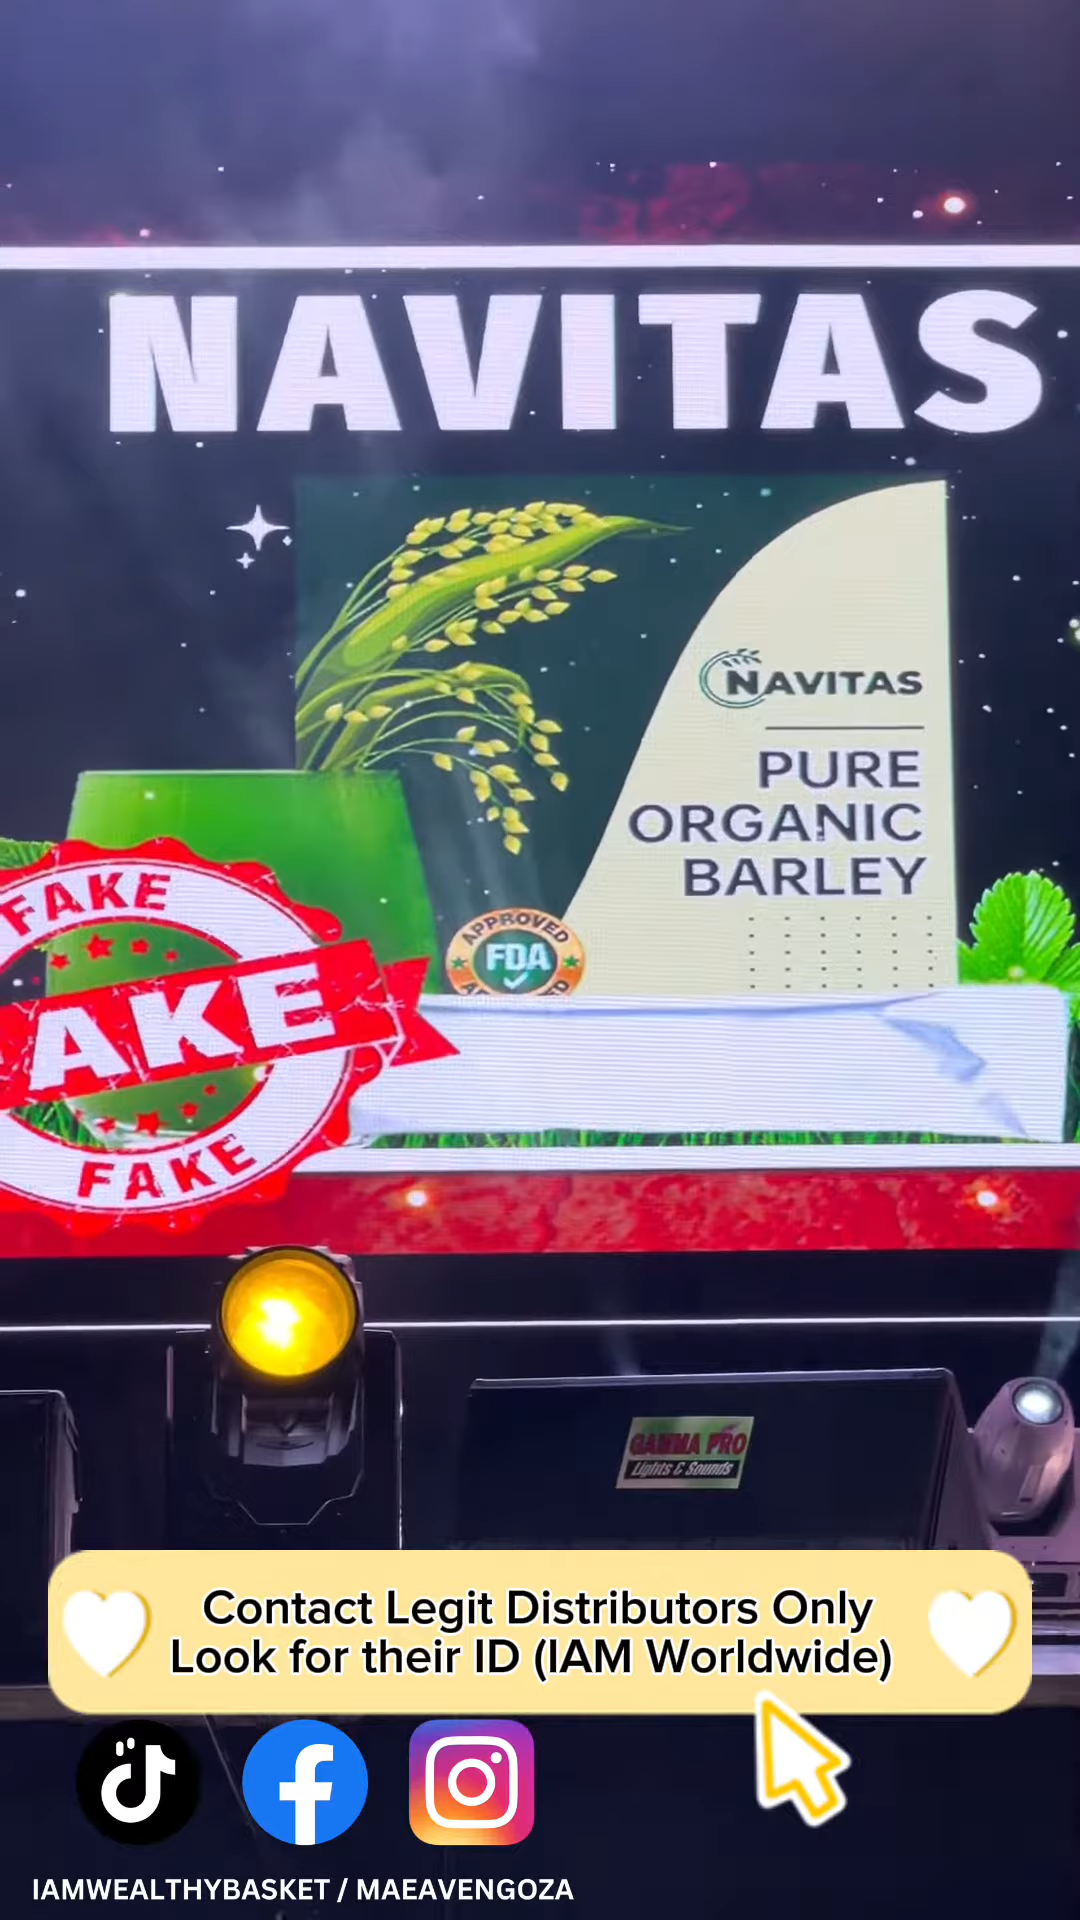 NAVITAS
NAVITAS
PURE
ORGANIC
BARLEY
APPROVED
FDA
FAKE
AKE
FAKE
GAMMA PRO
Lights & Sounds
Contact Legit Distributors Only
Look for their ID (IAM Worldwide)
IAMWEALTHYBASKET / MAEAVENGOZA